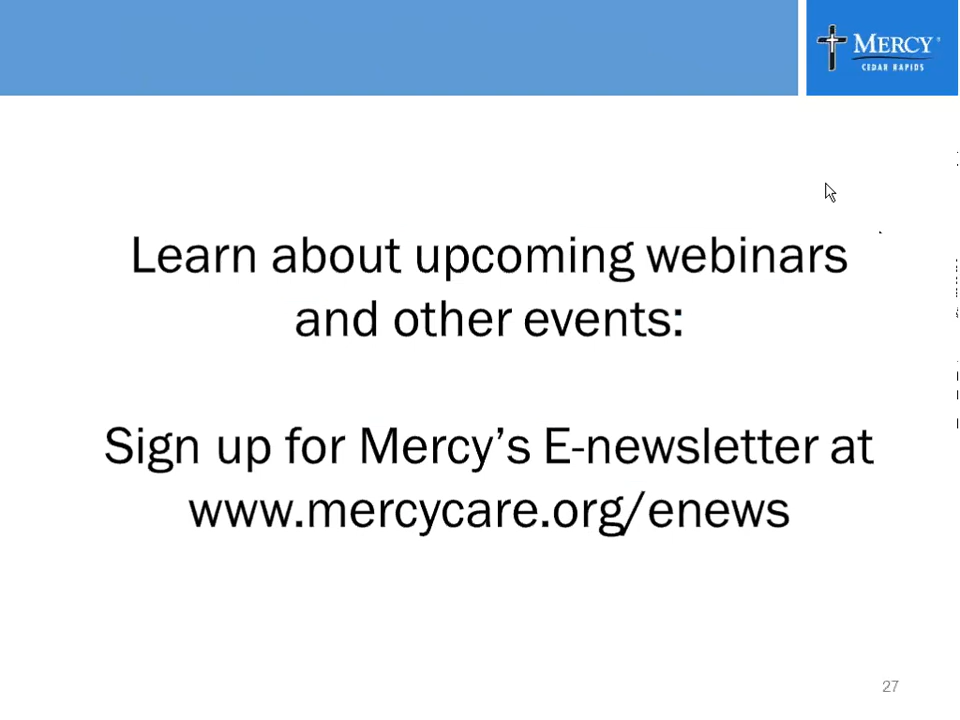 MERCY®
CEDAR RAPIDS
Learn about upcoming webinars
and other events:
Sign up for Mercy’s E-newsletter at
www.mercycare.org/enews
27